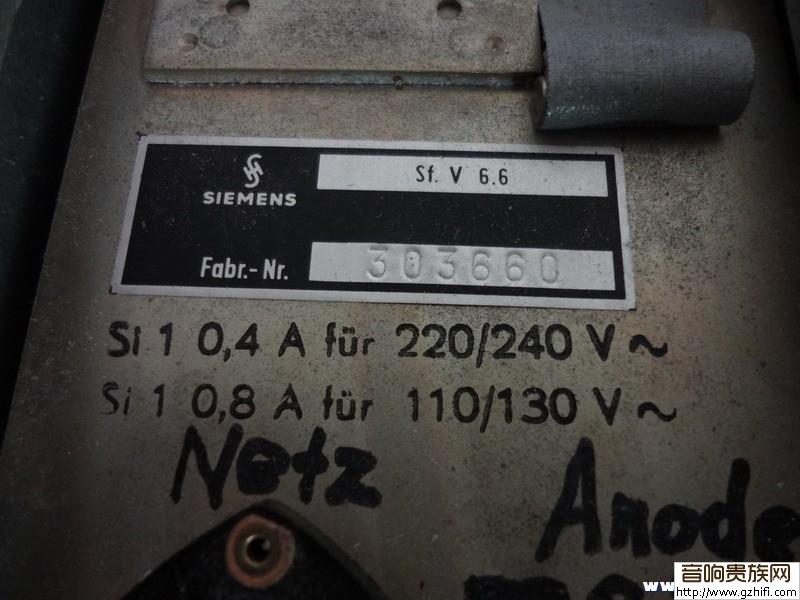 SIEMENS
Sf. V 6.6
Fabr.-Nr.
303660
Si 1 0,4 A für 220/240 V ~
Si 1 0,8 A für 110/130 V ~
Netz
Anode
音响贵族网
http://www.gzhifi.com